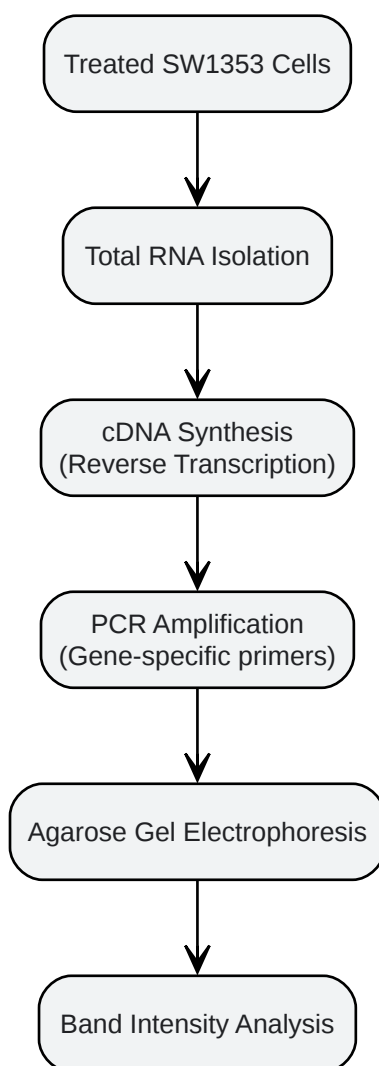 Treated SW1353 Cells
Total RNA Isolation
cDNA Synthesis
(Reverse Transcription)
PCR Amplification
(Gene-specific primers)
Agarose Gel Electrophoresis
Band Intensity Analysis